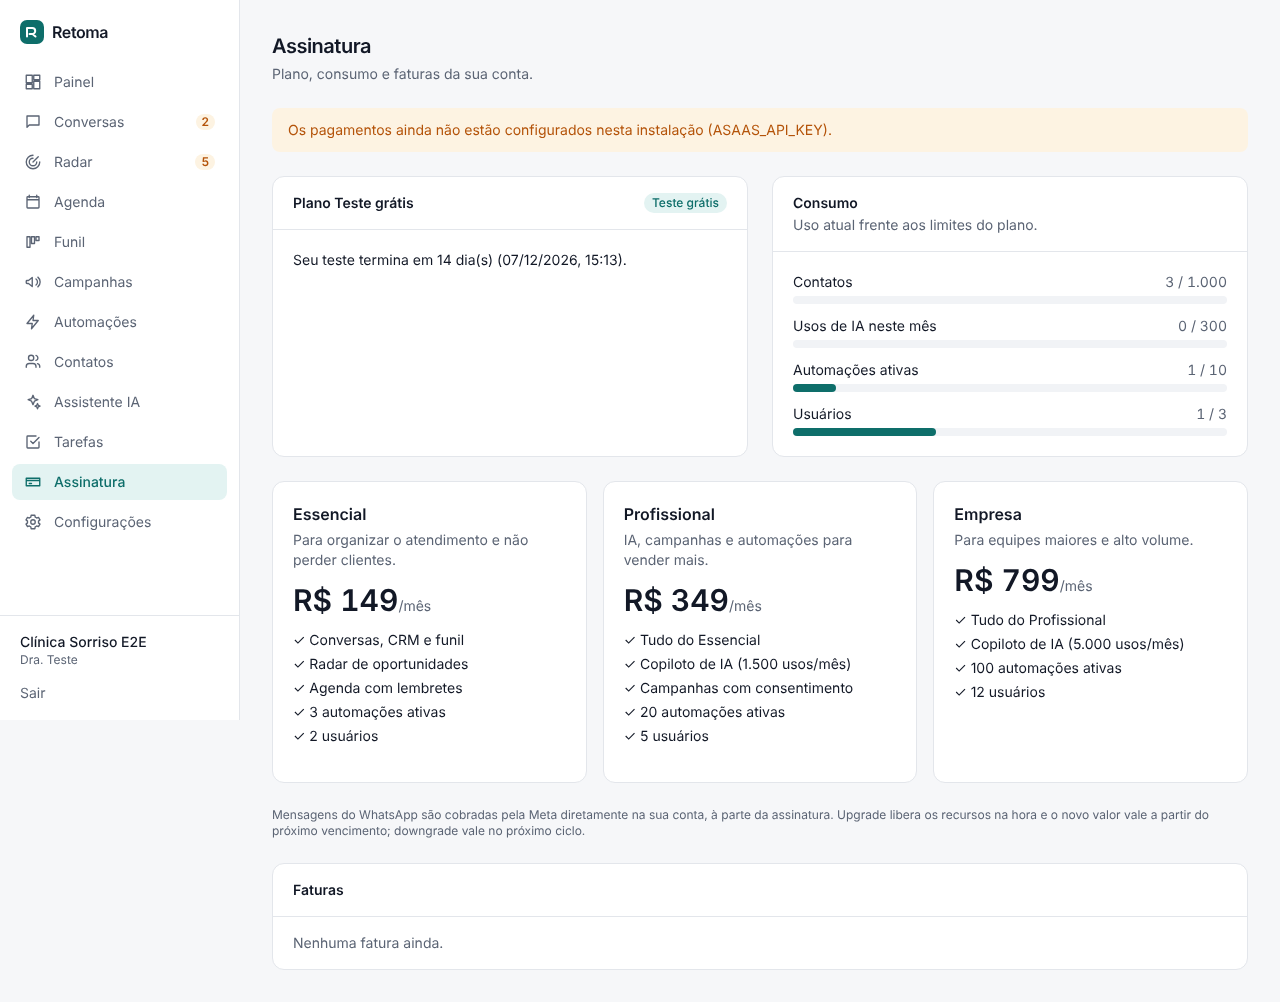 Retoma
Painel
Conversas 2
Radar 5
Agenda
Funil
Campanhas
Automações
Contatos
Assistente IA
Tarefas
Assinatura
Configurações
Clínica Sorriso E2E
Dra. Teste
Sair
Assinatura
Plano, consumo e faturas da sua conta.
Os pagamentos ainda não estão configurados nesta instalação (ASAAS_API_KEY).
Plano Teste grátis Teste grátis
Seu teste termina em 14 dia(s) (07/12/2026, 15:13).
Consumo
Uso atual frente aos limites do plano.
Contatos 3 / 1.000
Usos de IA neste mês 0 / 300
Automações ativas 1 / 10
Usuários 1 / 3
Essencial
Para organizar o atendimento e não
perder clientes.
R$ 149/mês
✓ Conversas, CRM e funil
✓ Radar de oportunidades
✓ Agenda com lembretes
✓ 3 automações ativas
✓ 2 usuários
Profissional
IA, campanhas e automações para
vender mais.
R$ 349/mês
✓ Tudo do Essencial
✓ Copiloto de IA (1.500 usos/mês)
✓ Campanhas com consentimento
✓ 20 automações ativas
✓ 5 usuários
Empresa
Para equipes maiores e alto volume.
R$ 799/mês
✓ Tudo do Profissional
✓ Copiloto de IA (5.000 usos/mês)
✓ 100 automações ativas
✓ 12 usuários
Mensagens do WhatsApp são cobradas pela Meta diretamente na sua conta, à parte da assinatura. Upgrade libera os recursos na hora e o novo valor vale a partir do
próximo vencimento; downgrade vale no próximo ciclo.
Faturas
Nenhuma fatura ainda.